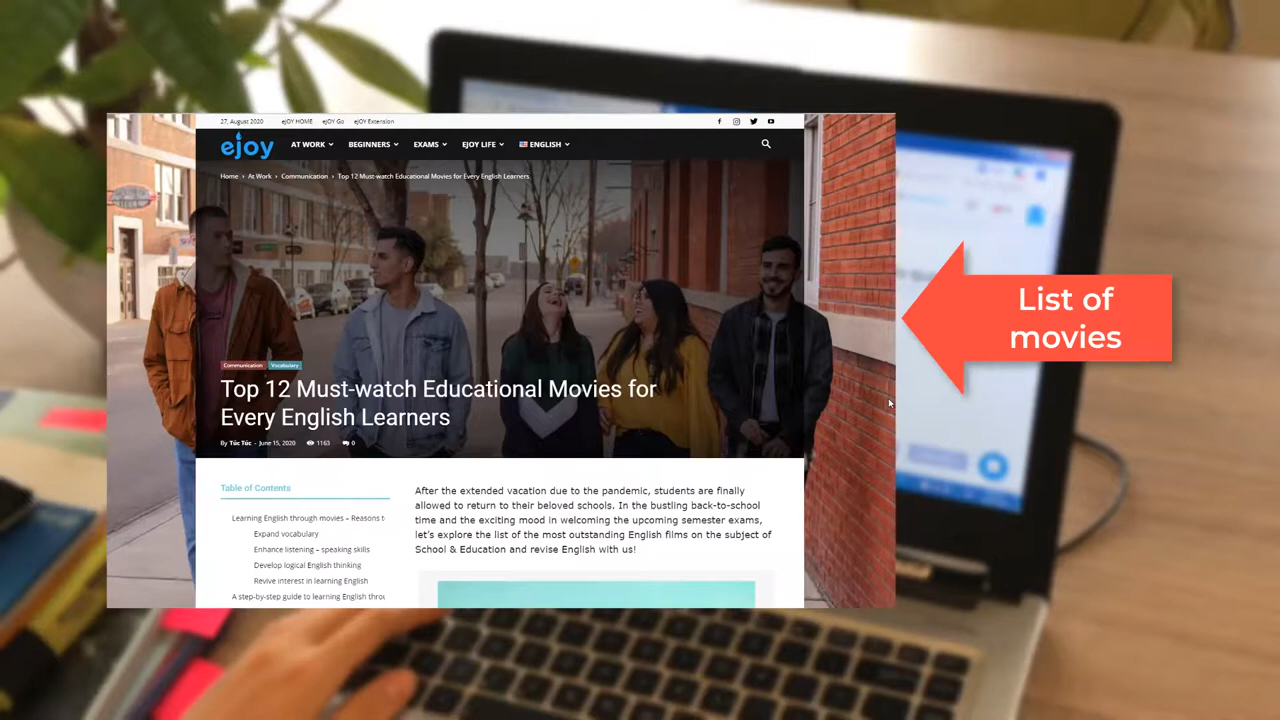 27, August 2020 ejOY HOME ejOY Go ejOY Extension
ejoy AT WORK BEGINNERS EXAMS EJOY LIFE ENGLISH
Home › At Work › Communication › Top 12 Must-watch Educational Movies for Every English Learners
List of
movies
Communication Vocabulary
Top 12 Must-watch Educational Movies for
Every English Learners
By Túc Túc - June 15, 2020 1163 0
Table of Contents
Learning English through movies – Reasons t
Expand vocabulary
Enhance listening – speaking skills
Develop logical English thinking
Revive interest in learning English
A step-by-step guide to learning English throu
After the extended vacation due to the pandemic, students are finally
allowed to return to their beloved schools. In the bustling back-to-school
time and the exciting mood in welcoming the upcoming semester exams,
let's explore the list of the most outstanding English films on the subject of
School & Education and revise English with us!